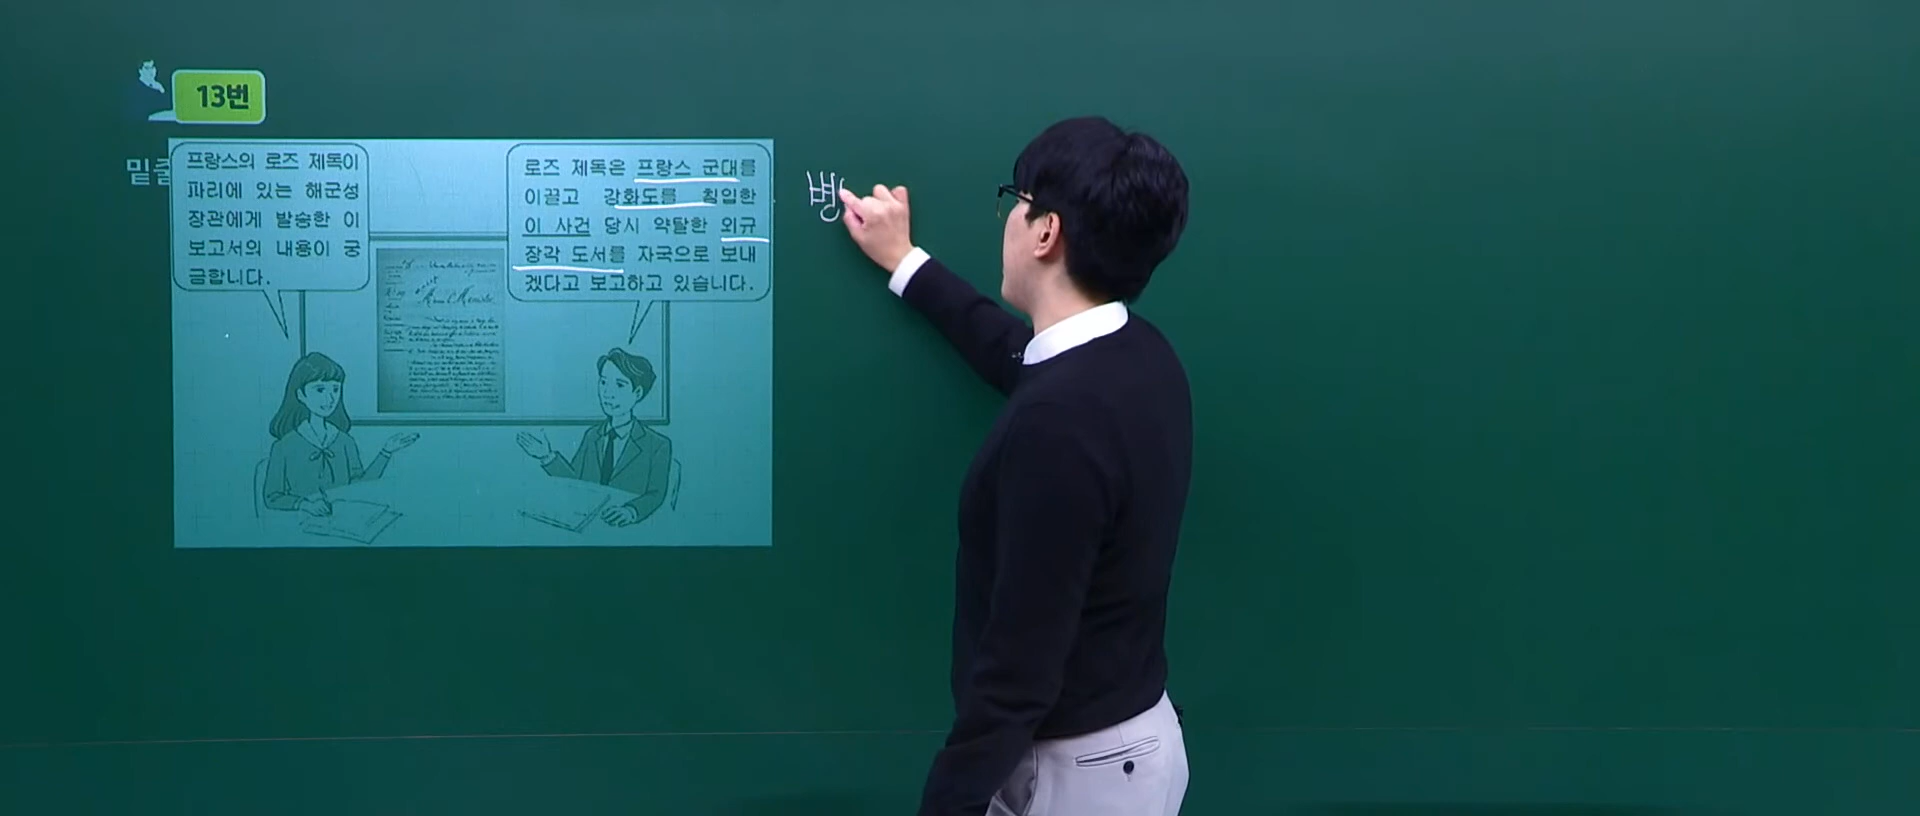 13번
밑줄
프랑스의 로즈 제독이
파리에 있는 해군성
장관에게 발송한 이
보고서의 내용이 궁
금합니다.
로즈 제독은 프랑스 군대를
이끌고 강화도를 침입한
이 사건 당시 약탈한 외규
장각 도서를 자국으로 보내
겠다고 보고하고 있습니다.
병